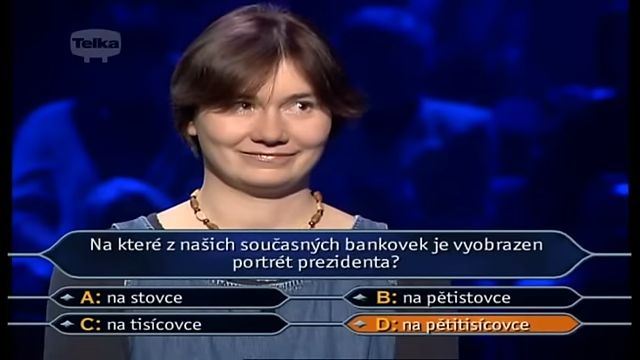 Telka
Na které z našich současných bankovek je vyobrazen
portrét prezidenta?
A: na stovce
B: na pětistovce
C: na tisícovce
D: na pětitisícovce